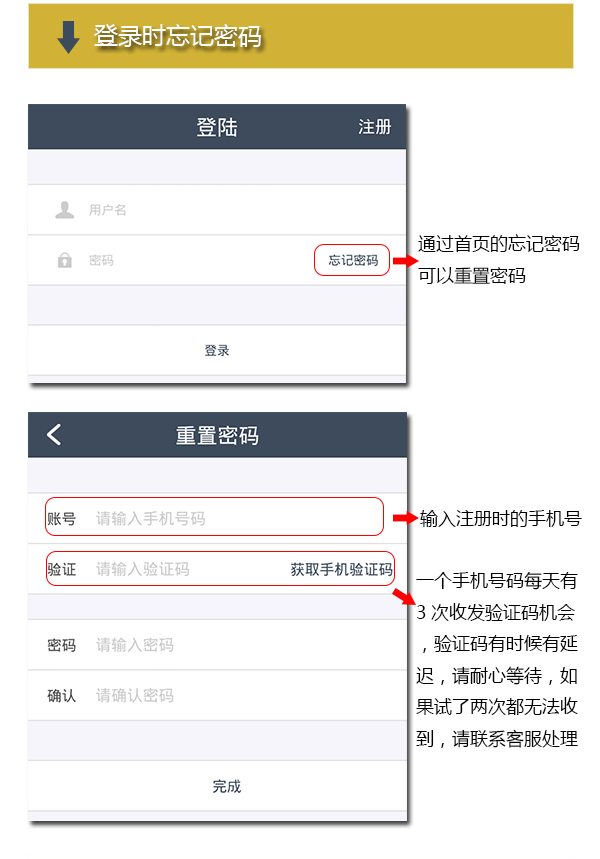 登录时忘记密码
登陆
注册
用户名
密码
忘记密码
通过首页的忘记密码
可以重置密码
登录
重置密码
账号 请输入手机号码
输入注册时的手机号
验证 请输入验证码 获取手机验证码
一个手机号码每天有
3 次收发验证码机会
，验证码有时候有延
迟，请耐心等待，如
果试了两次都无法收
到，请联系客服处理
密码 请输入密码
确认 请确认密码
完成